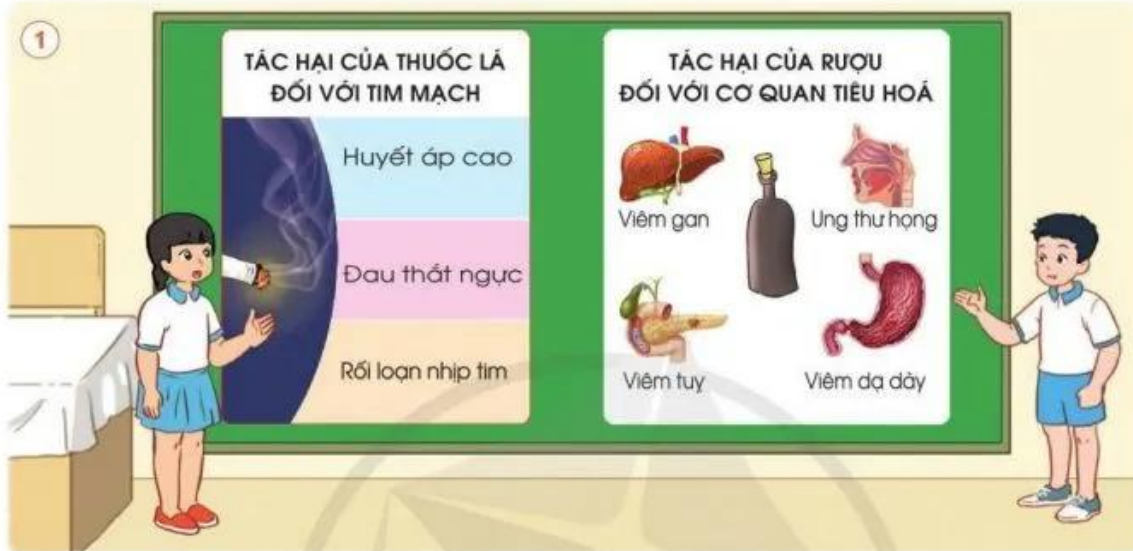 1
TÁC HẠI CỦA THUỐC LÁ
ĐỐI VỚI TIM MẠCH
Huyết áp cao
Đau thắt ngực
Rối loạn nhịp tim
TÁC HẠI CỦA RƯỢU
ĐỐI VỚI CƠ QUAN TIÊU HOÁ
Viêm gan
Ung thư họng
Viêm tuỵ
Viêm dạ dày